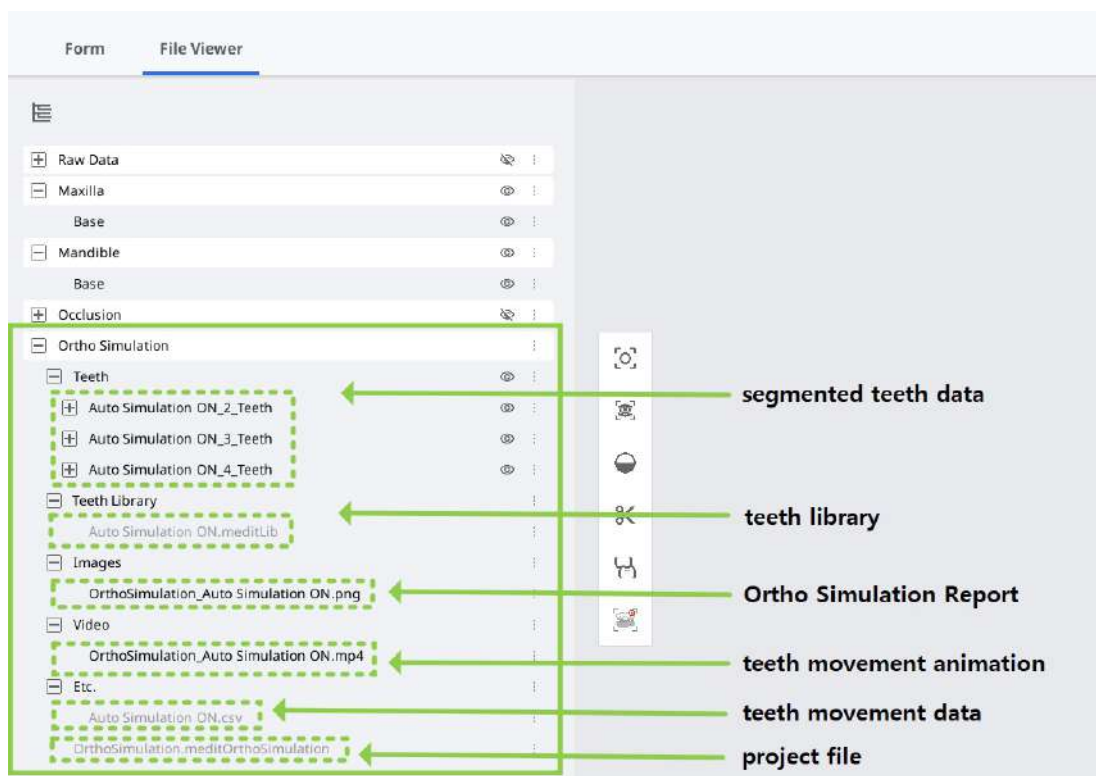 Form File Viewer
Raw Data
Maxilla
Base
Mandible
Base
Occlusion
Ortho Simulation
Teeth
Auto Simulation ON_2_Teeth
segmented teeth data
Auto Simulation ON_3_Teeth
Auto Simulation ON_4_Teeth
Teeth Library
Auto Simulation ON.meditLib
teeth library
Images
OrthoSimulation_Auto Simulation ON.png
Ortho Simulation Report
Video
OrthoSimulation_Auto Simulation ON.mp4
teeth movement animation
Etc.
Auto Simulation ON.csv
teeth movement data
OrthoSimulation.meditOrthoSimulation
project file